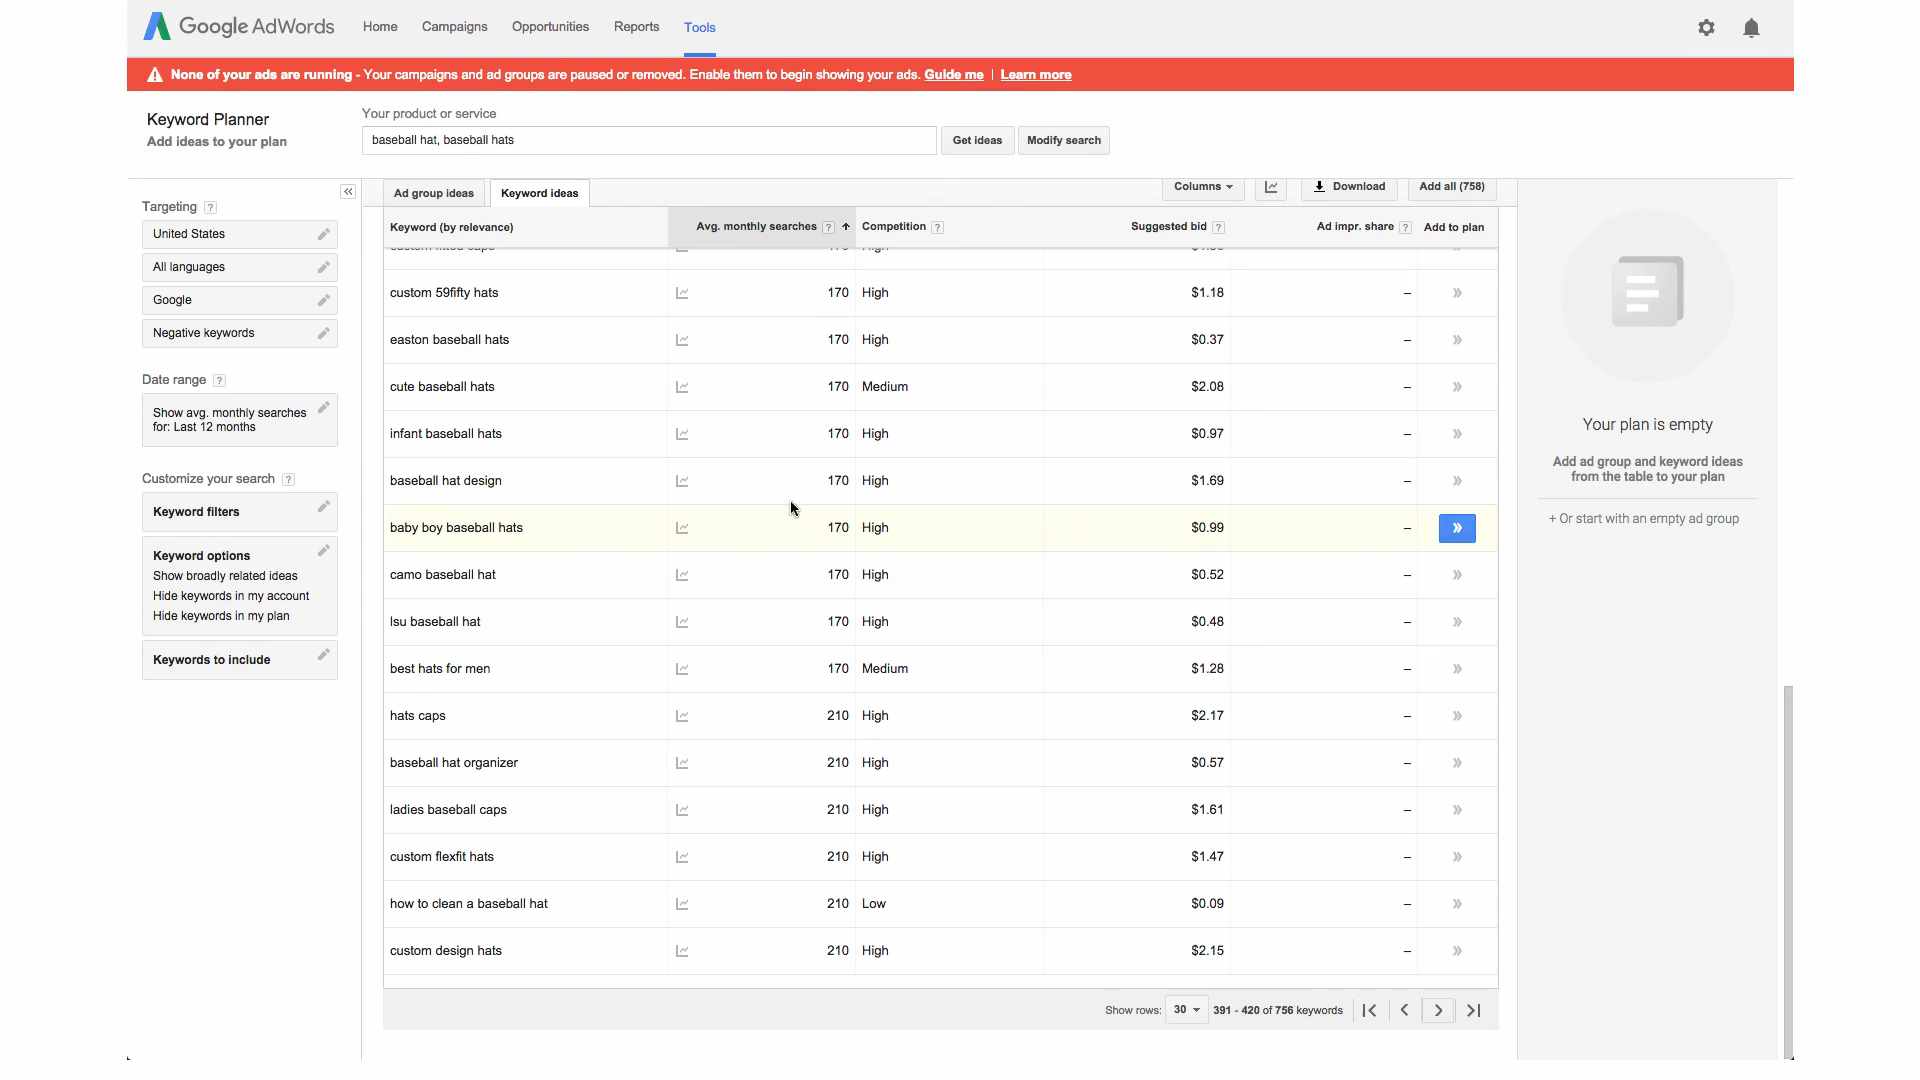 Google AdWords Home Campaigns Opportunities Reports Tools
None of your ads are running - Your campaigns and ad groups are paused or removed. Enable them to begin showing your ads. Guide me | Learn more
Keyword Planner
Add ideas to your plan
Your product or service
baseball hat, baseball hats Get ideas Modify search
«
Targeting ?
United States
All languages
Google
Negative keywords
Date range ?
Show avg. monthly searches
for: Last 12 months
Customize your search ?
Keyword filters
Keyword options
Show broadly related ideas
Hide keywords in my account
Hide keywords in my plan
Keywords to include
Ad group ideas Keyword ideas Columns Download Add all (758)
Keyword (by relevance) Avg. monthly searches ? Competition ? Suggested bid ? Ad impr. share ? Add to plan
custom 59fifty hats 170 High $1.18 – »
easton baseball hats 170 High $0.37 – »
cute baseball hats 170 Medium $2.08 – »
infant baseball hats 170 High $0.97 – »
baseball hat design 170 High $1.69 – »
baby boy baseball hats 170 High $0.99 – »
camo baseball hat 170 High $0.52 – »
lsu baseball hat 170 High $0.48 – »
best hats for men 170 Medium $1.28 – »
hats caps 210 High $2.17 – »
baseball hat organizer 210 High $0.57 – »
ladies baseball caps 210 High $1.61 – »
custom flexfit hats 210 High $1.47 – »
how to clean a baseball hat 210 Low $0.09 – »
custom design hats 210 High $2.15 – »
Show rows: 30 391 - 420 of 756 keywords
Your plan is empty
Add ad group and keyword ideas
from the table to your plan
+ Or start with an empty ad group